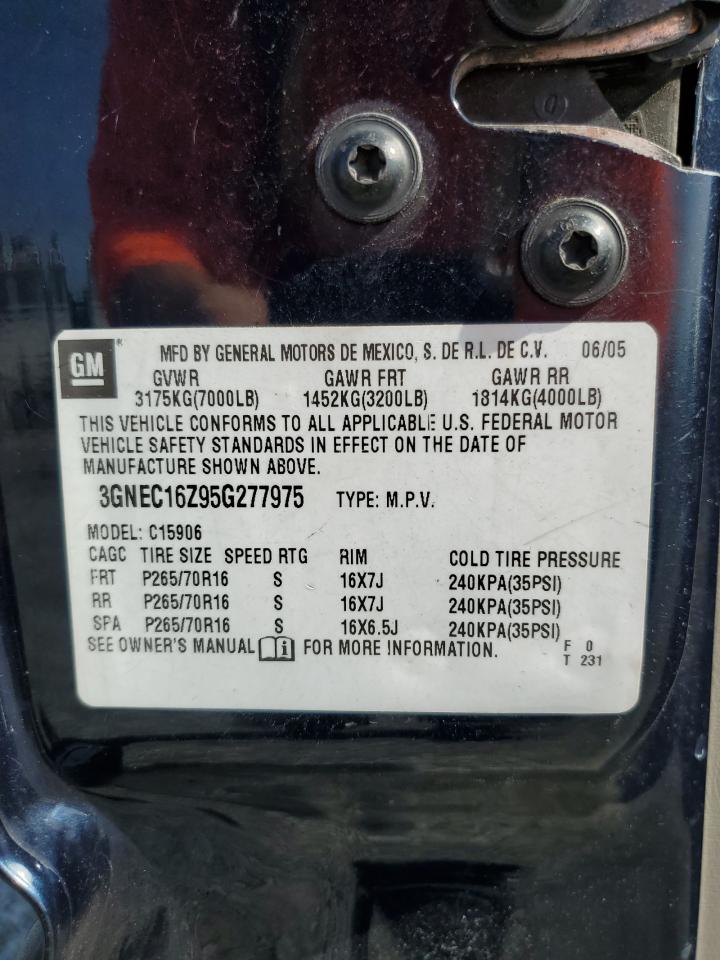 GM ® MFD BY GENERAL MOTORS DE MEXICO, S. DE R.L. DE C.V. 06/05
GVWR GAWR FRT GAWR RR
3175KG(7000LB) 1452KG(3200LB) 1814KG(4000LB)
THIS VEHICLE CONFORMS TO ALL APPLICABLE U.S. FEDERAL MOTOR
VEHICLE SAFETY STANDARDS IN EFFECT ON THE DATE OF
MANUFACTURE SHOWN ABOVE.
3GNEC16Z95G277975 TYPE: M.P.V.
MODEL: C15906
CAGC TIRE SIZE SPEED RTG RIM COLD TIRE PRESSURE
FRT P265/70R16 S 16X7J 240KPA(35PSI)
RR P265/70R16 S 16X7J 240KPA(35PSI)
SPA P265/70R16 S 16X6.5J 240KPA(35PSI)
SEE OWNER'S MANUAL i FOR MORE INFORMATION. F 0
T 231